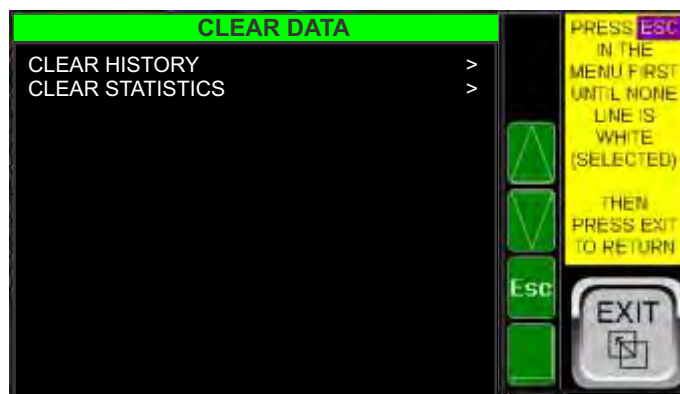 CLEAR DATA
CLEAR HISTORY >
CLEAR STATISTICS >
Esc
PRESS ESC
IN THE
MENU FIRST
UNTIL NONE
LINE IS
WHITE
(SELECTED)
THEN
PRESS EXIT
TO RETURN
EXIT